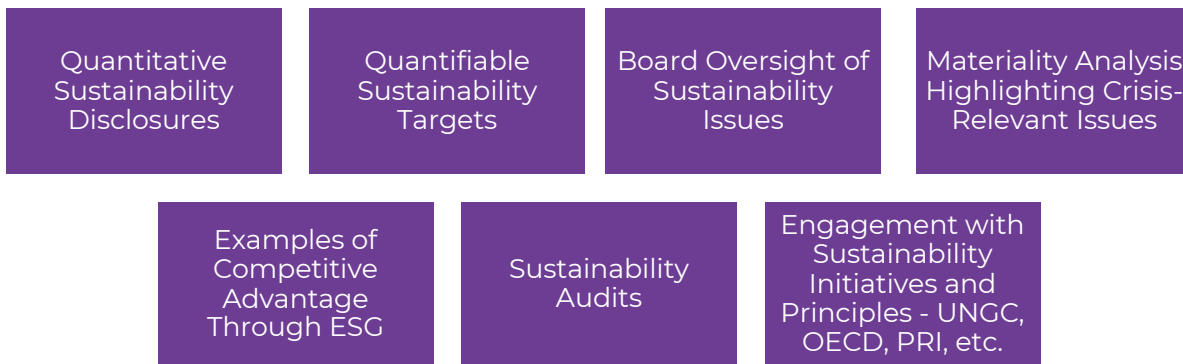 Quantitative
Sustainability
Disclosures
Quantifiable
Sustainability
Targets
Board Oversight of
Sustainability
Issues
Materiality Analysis
Highlighting Crisis-
Relevant Issues
Examples of
Competitive
Advantage
Through ESG
Sustainability
Audits
Engagement with
Sustainability
Initiatives and
Principles - UNGC,
OECD, PRI, etc.